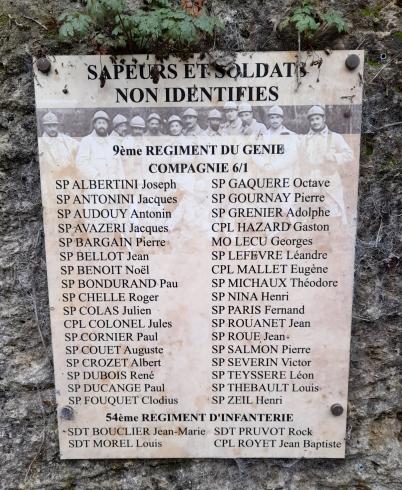 SAPEURS ET SOLDATS
NON IDENTIFIES
9ème REGIMENT DU GENIE
COMPAGNIE 6/1
SP ALBERTINI Joseph
SP ANTONINI Jacques
SP AUDOUY Antonin
SP AVAZERI Jacques
SP BARGAIN Pierre
SP BELLOT Jean
SP BENOIT Noël
SP BONDURAND Pau
SP CHELLE Roger
SP COLAS Julien
CPL COLONEL Jules
SP CORNIER Paul
SP COUET Auguste
SP CROZET Albert
SP DUBOIS René
SP DUCANGE Paul
SP FOUQUET Clodius
SP GAQUERE Octave
SP GOURNAY Pierre
SP GRENIER Adolphe
CPL HAZARD Gaston
MO LECU Georges
SP LEFEVRE Léandre
CPL MALLET Eugène
SP MICHAUX Théodore
SP NINA Henri
SP PARIS Fernand
SP ROUANET Jean
SP ROUE Jean
SP SALMON Pierre
SP SEVERIN Victor
SP TEYSSERE Léon
SP THEBAULT Louis
SP ZEIL Henri
54ème REGIMENT D'INFANTERIE
SDT BOUCLIER Jean-Marie
SDT MOREL Louis
SDT PRUVOT Rock
CPL ROYET Jean Baptiste